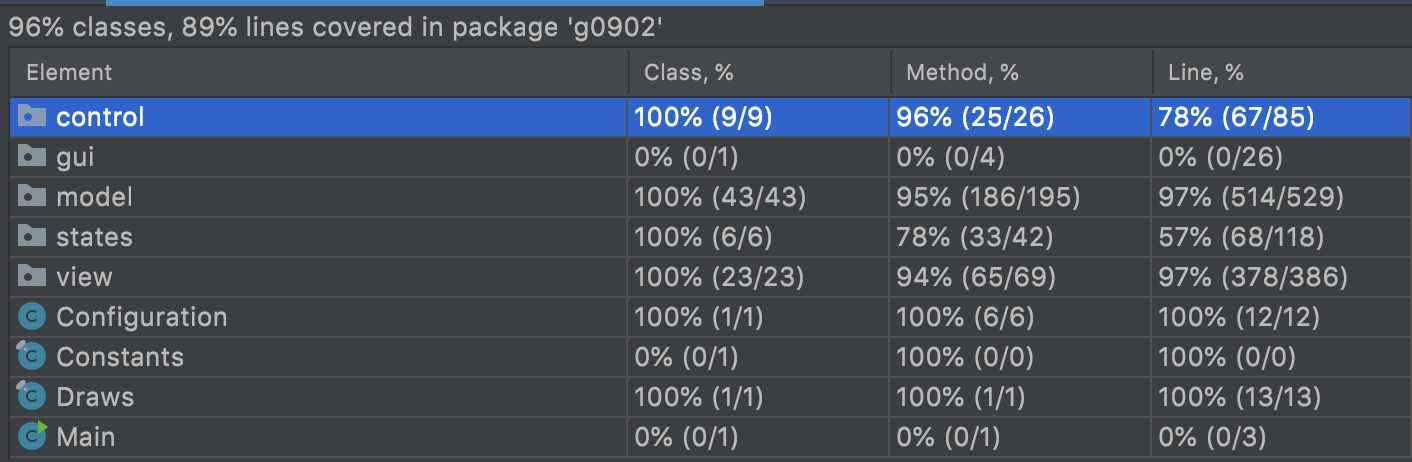 96% classes, 89% lines covered in package 'g0902'
Element Class, % Method, % Line, %
control 100% (9/9) 96% (25/26) 78% (67/85)
gui 0% (0/1) 0% (0/4) 0% (0/26)
model 100% (43/43) 95% (186/195) 97% (514/529)
states 100% (6/6) 78% (33/42) 57% (68/118)
view 100% (23/23) 94% (65/69) 97% (378/386)
C Configuration 100% (1/1) 100% (6/6) 100% (12/12)
C Constants 0% (0/1) 100% (0/0) 100% (0/0)
C Draws 100% (1/1) 100% (1/1) 100% (13/13)
C Main 0% (0/1) 0% (0/1) 0% (0/3)